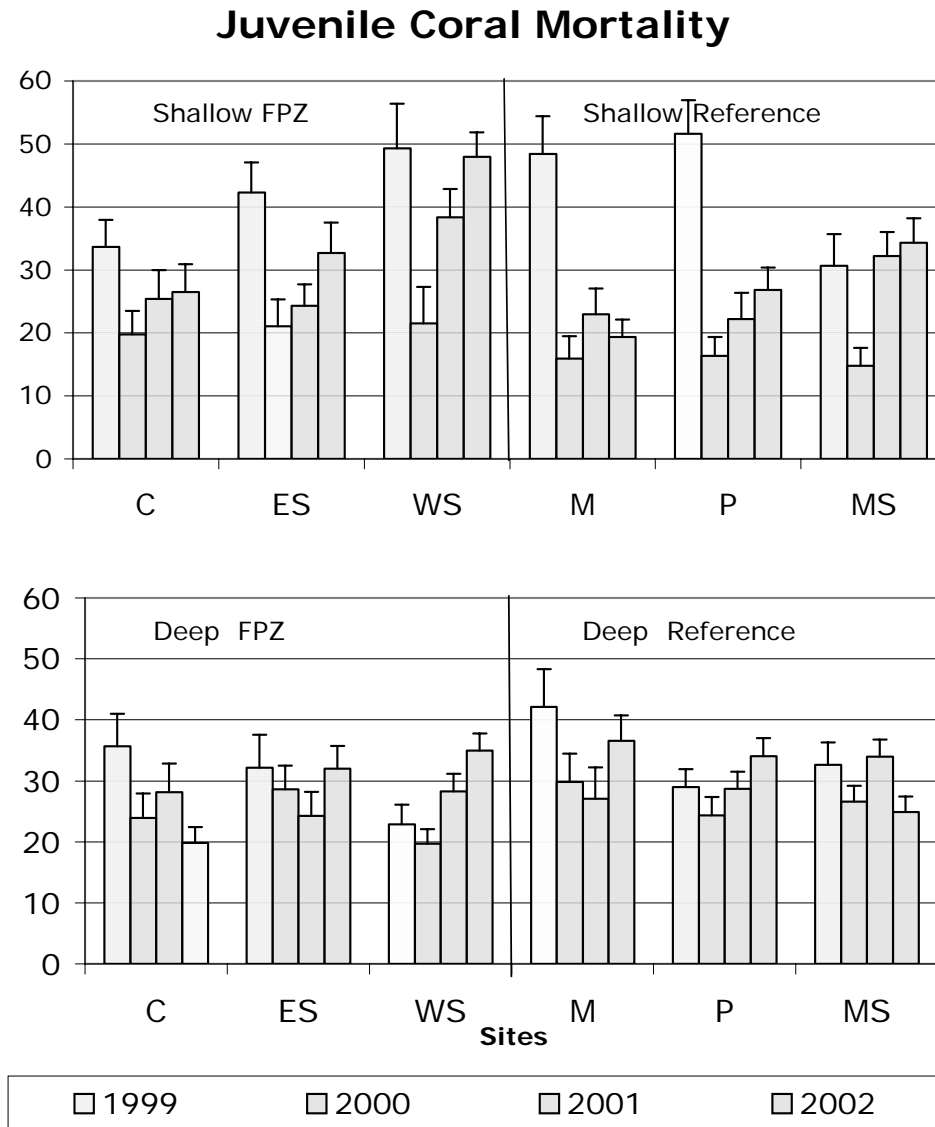 Juvenile Coral Mortality
60
Shallow FPZ Shallow Reference
50
40
30
20
10
0
C ES WS M P MS
60
Deep FPZ Deep Reference
50
40
30
20
10
0
C ES WS M P MS
Sites
1999 2000 2001 2002